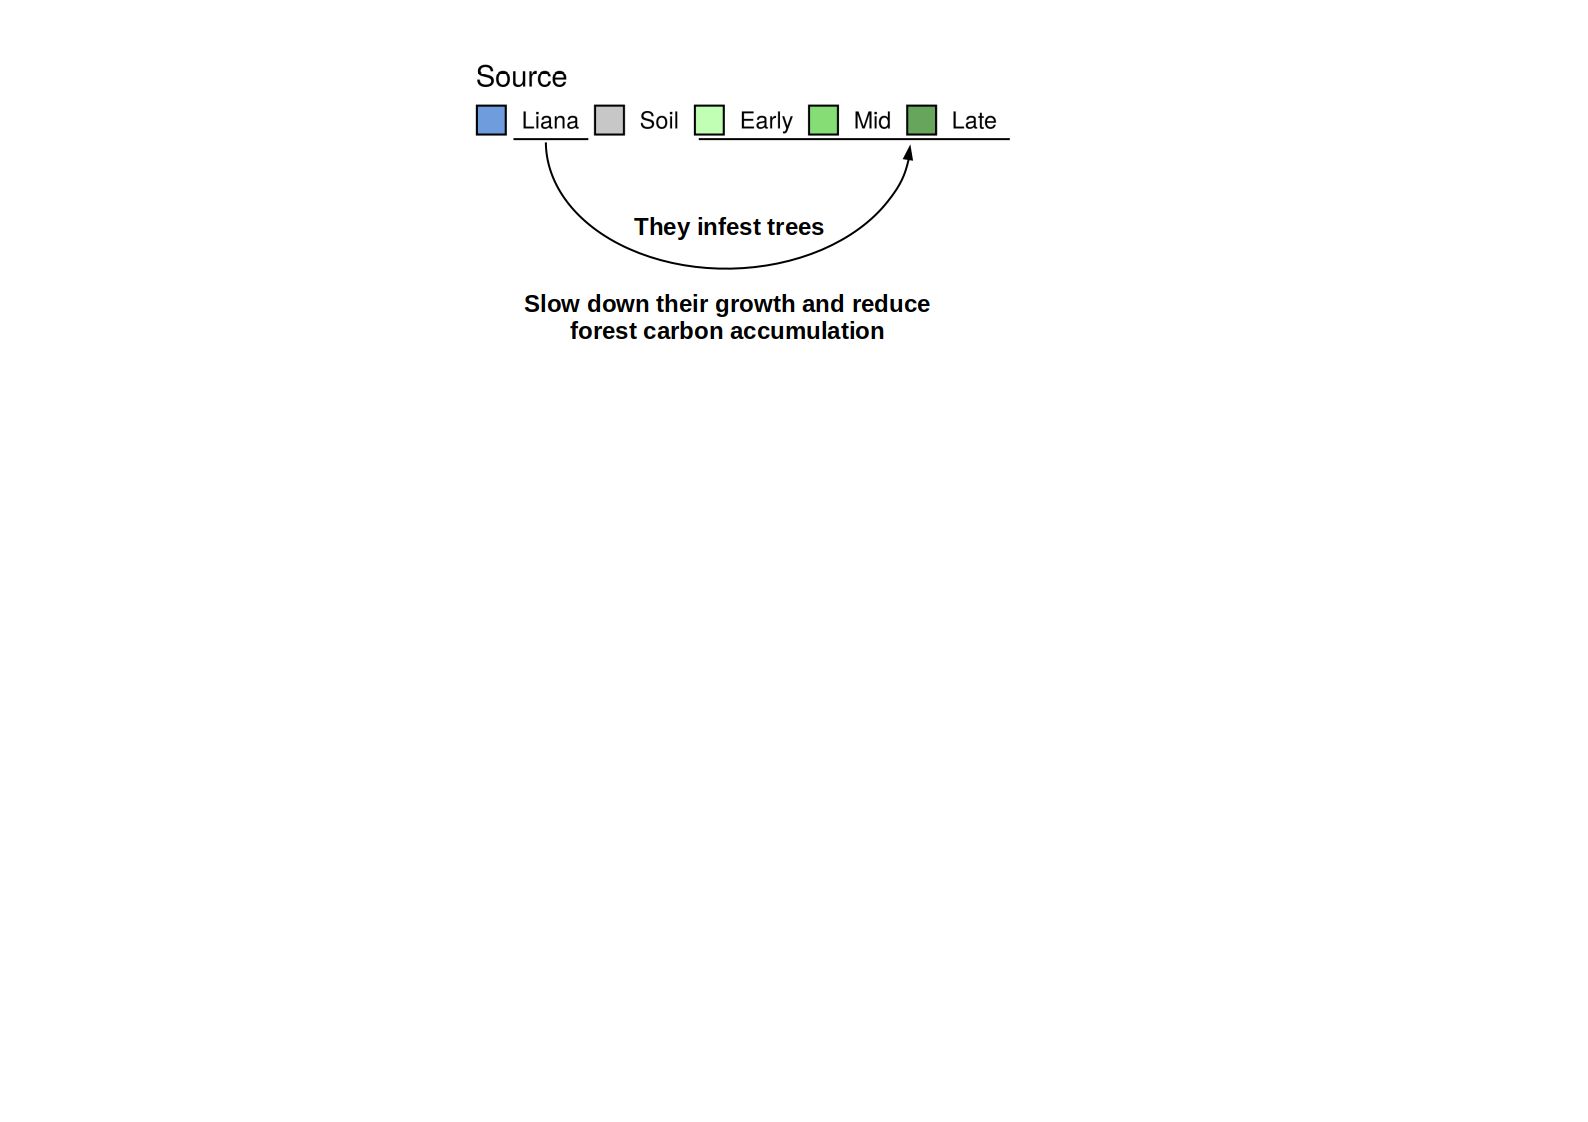 Source
Liana Soil Early Mid Late
They infest trees
Slow down their growth and reduce
forest carbon accumulation